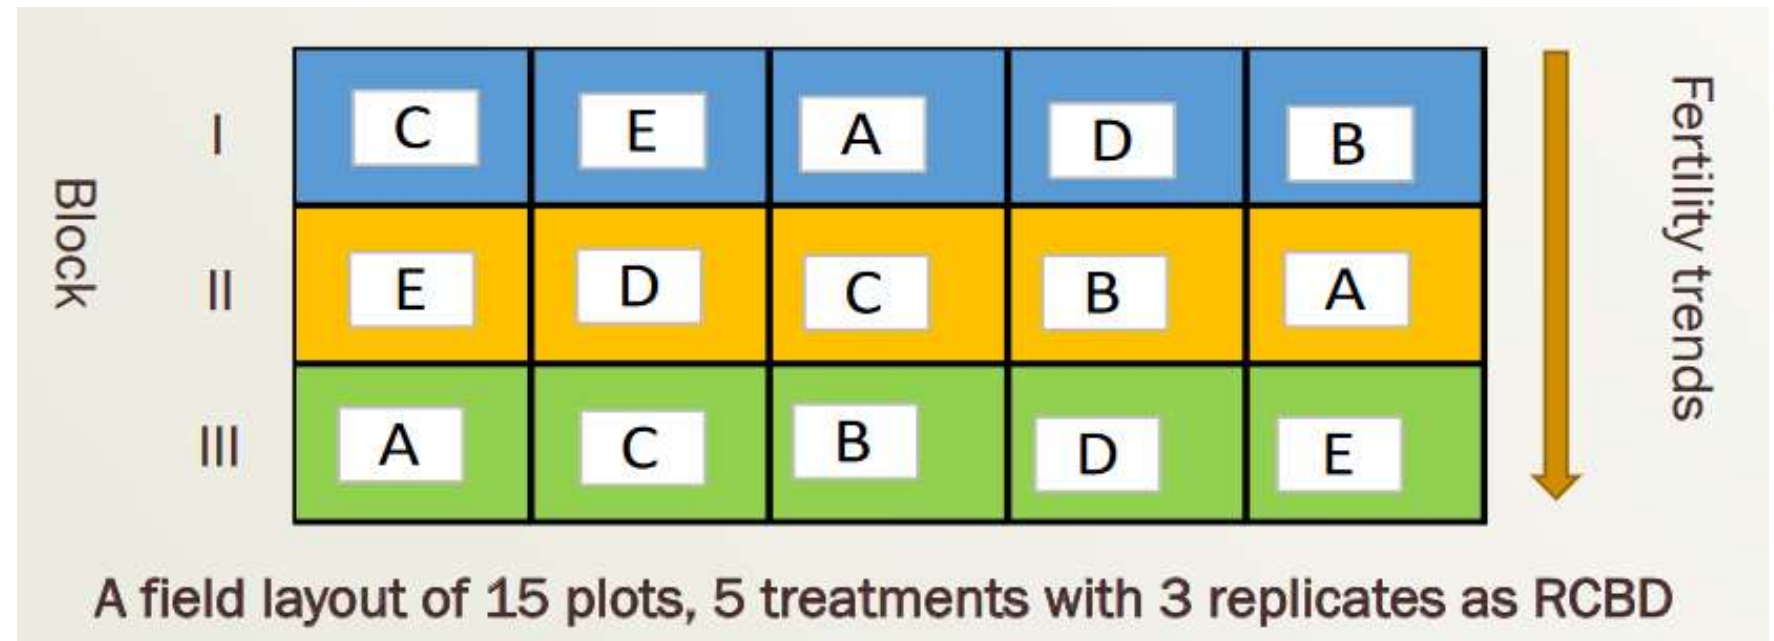 Block
I
C E A D B
II
E D C B A
III
A C B D E
Fertility trends
A field layout of 15 plots, 5 treatments with 3 replicates as RCBD